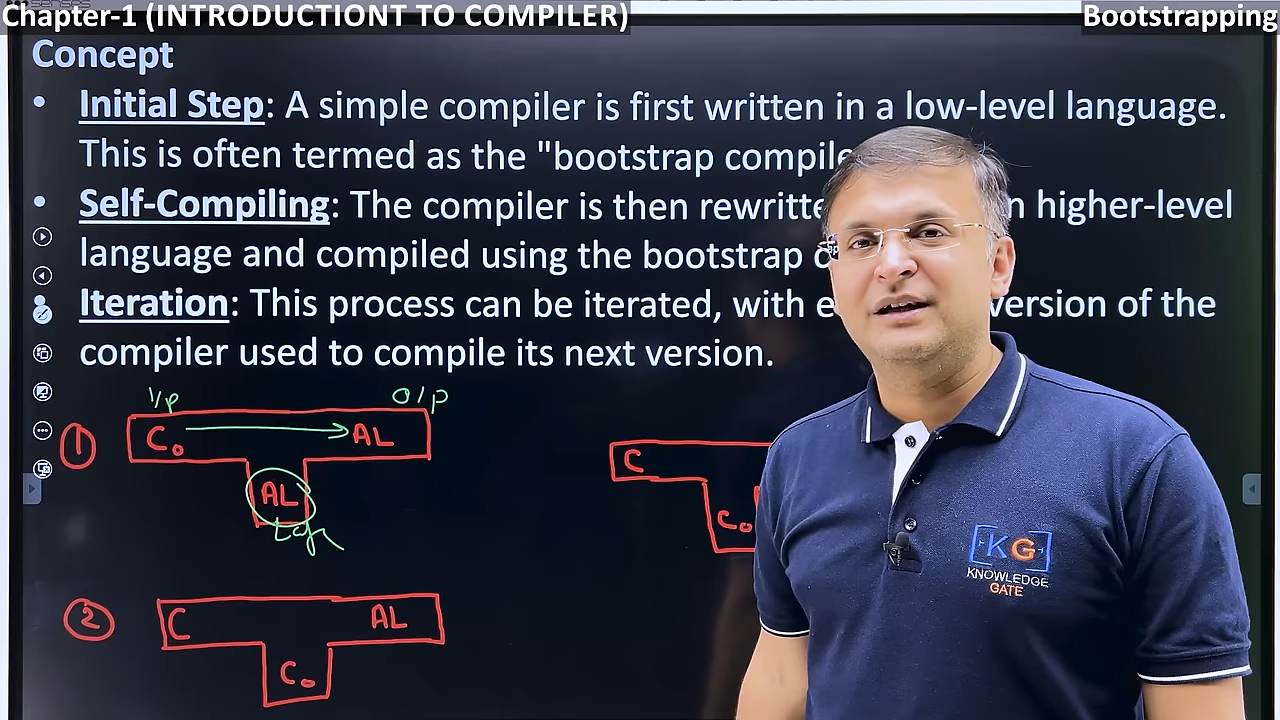 Chapter-1 (INTRODUCTIONT TO COMPILER)
Bootstrapping
Concept
• Initial Step: A simple compiler is first written in a low-level language.
This is often termed as the "bootstrap compile
• Self-Compiling: The compiler is then rewritte n higher-level
language and compiled using the bootstrap
• Iteration: This process can be iterated, with e version of the
compiler used to compile its next version.
I/P O/P
1 C₀ AL
AL
C
C₀
2 C AL
C₀
KG
KNOWLEDGE
GATE